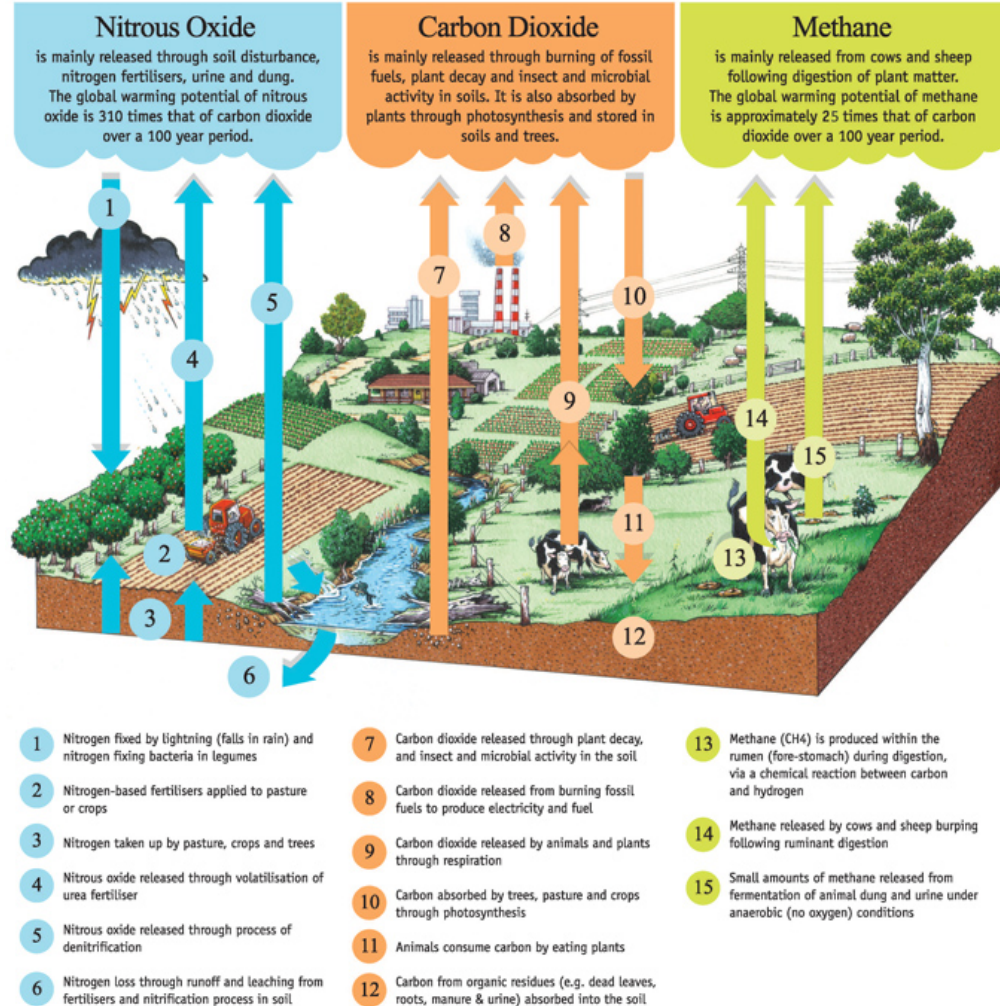 Nitrous Oxide
is mainly released through soil disturbance,
nitrogen fertilisers, urine and dung.
The global warming potential of nitrous
oxide is 310 times that of carbon dioxide
over a 100 year period.
Carbon Dioxide
is mainly released through burning of fossil
fuels, plant decay and insect and microbial
activity in soils. It is also absorbed by
plants through photosynthesis and stored in
soils and trees.
Methane
is mainly released from cows and sheep
following digestion of plant matter.
The global warming potential of methane
is approximately 25 times that of carbon
dioxide over a 100 year period.
1
4
5
7
8
9
10
14
15
2
3
6
11
13
12
1
Nitrogen fixed by lightning (falls in rain) and
nitrogen fixing bacteria in legumes
2
Nitrogen-based fertilisers applied to pasture
or crops
3
Nitrogen taken up by pasture, crops and trees
4
Nitrous oxide released through volatilisation of
urea fertiliser
5
Nitrous oxide released through process of
denitrification
6
Nitrogen loss through runoff and leaching from
fertilisers and nitrification process in soil
7
Carbon dioxide released through plant decay,
and insect and microbial activity in the soil
8
Carbon dioxide released from burning fossil
fuels to produce electricity and fuel
9
Carbon dioxide released by animals and plants
through respiration
10
Carbon absorbed by trees, pasture and crops
through photosynthesis
11
Animals consume carbon by eating plants
12
Carbon from organic residues (e.g. dead leaves,
roots, manure & urine) absorbed into the soil
13
Methane (CH4) is produced within the
rumen (fore-stomach) during digestion,
via a chemical reaction between carbon
and hydrogen
14
Methane released by cows and sheep burping
following ruminant digestion
15
Small amounts of methane released from
fermentation of animal dung and urine under
anaerobic (no oxygen) conditions